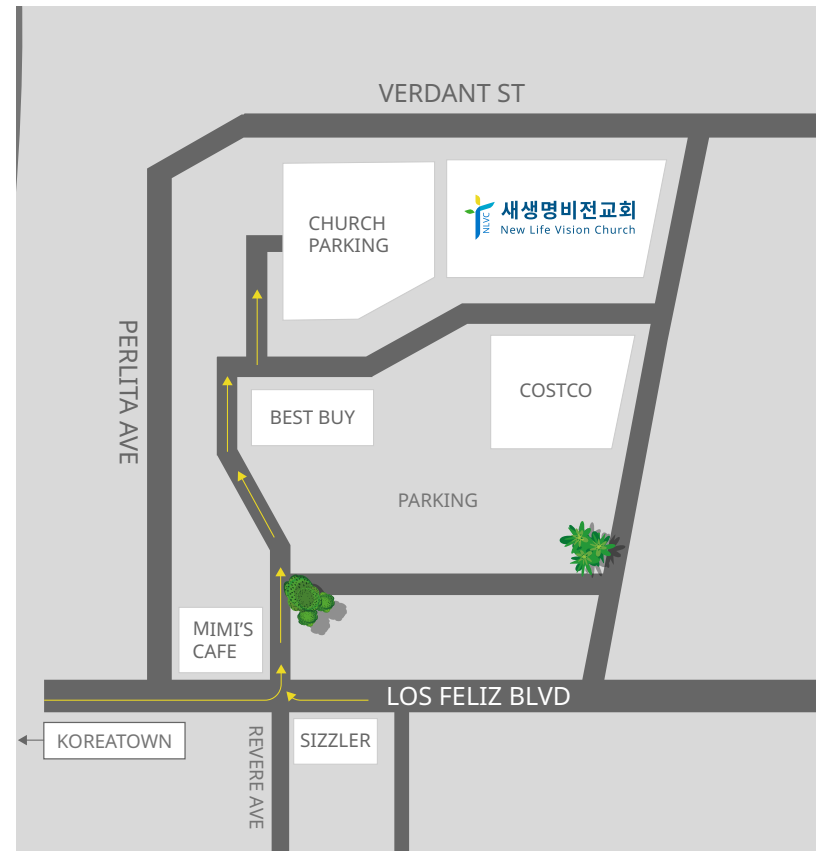 VERDANT ST
CHURCH
PARKING
NLVC
새생명비전교회
New Life Vision Church
PERLITA AVE
BEST BUY
COSTCO
PARKING
MIMI'S
CAFE
LOS FELIZ BLVD
KOREATOWN
REVERE AVE
SIZZLER